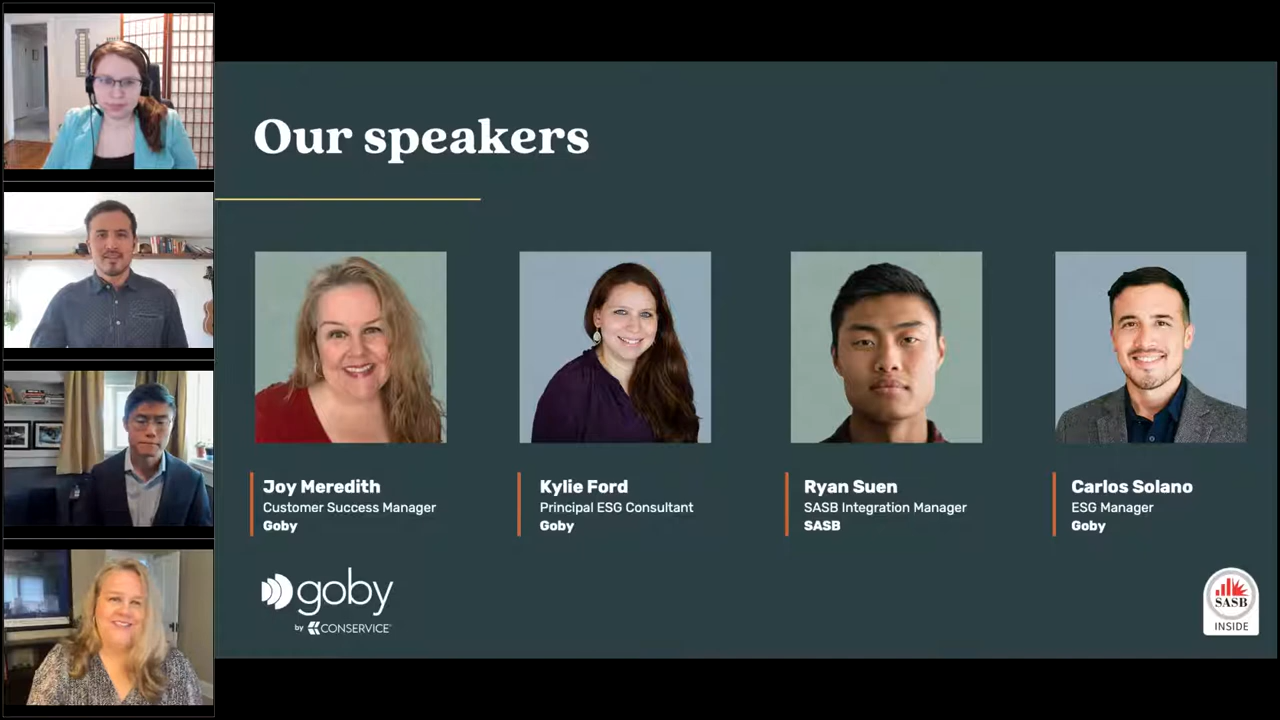 Our speakers
Joy Meredith
Customer Success Manager
Goby
Kylie Ford
Principal ESG Consultant
Goby
Ryan Suen
SASB Integration Manager
SASB
Carlos Solano
ESG Manager
Goby
goby
by CONSERVICE
SASB
INSIDE